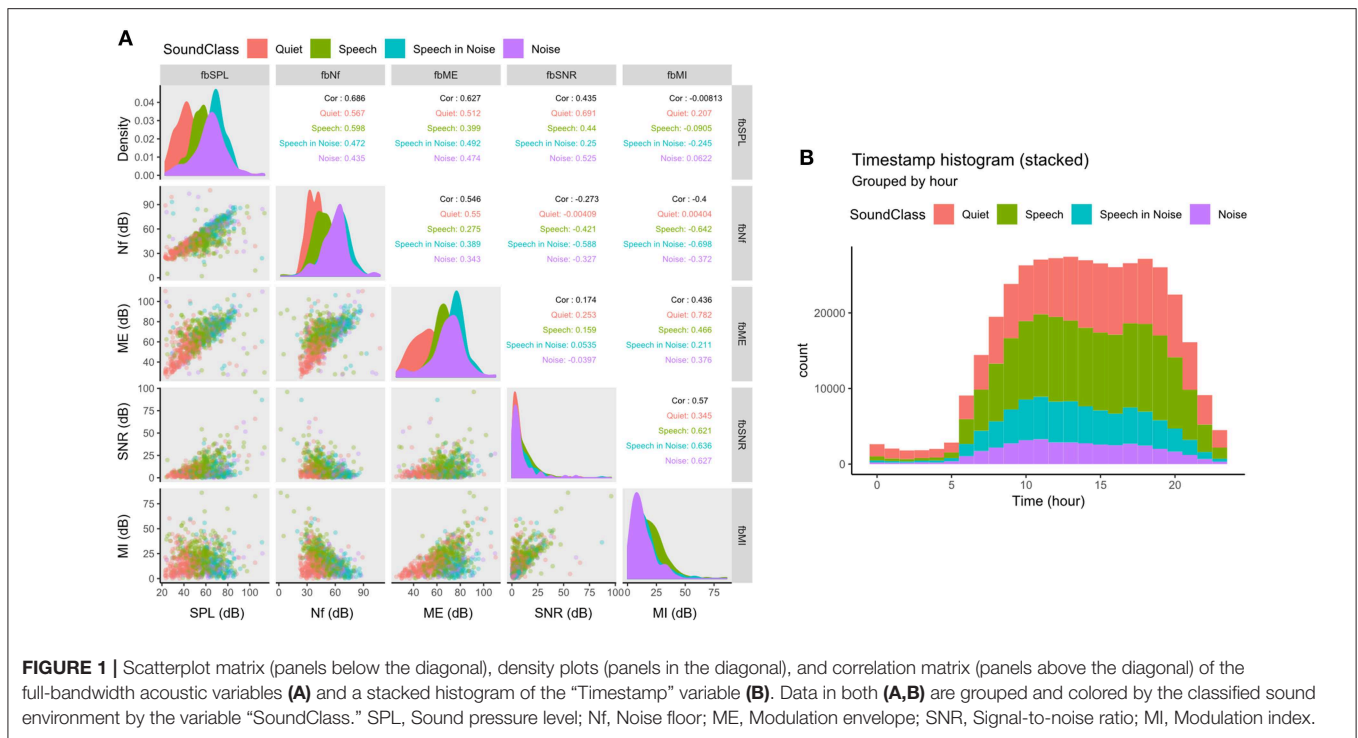 A
SoundClass Quiet Speech Speech in Noise Noise
fbSPL fbNf fbME fbSNR fbMI
Density
0.04
0.03
0.02
0.01
0.00
Cor : 0.686
Quiet: 0.567
Speech: 0.598
Speech in Noise: 0.472
Noise: 0.435
Cor : 0.627
Quiet: 0.512
Speech: 0.399
Speech in Noise: 0.492
Noise: 0.474
Cor : 0.435
Quiet: 0.691
Speech: 0.44
Speech in Noise: 0.25
Noise: 0.525
Cor : -0.00813
Quiet: 0.207
Speech: -0.0905
Speech in Noise: -0.245
Noise: 0.0622
fbSPL
Nf (dB)
90
60
30
0
Cor : 0.546
Quiet: 0.55
Speech: 0.275
Speech in Noise: 0.389
Noise: 0.343
Cor : -0.273
Quiet: -0.00409
Speech: -0.421
Speech in Noise: -0.588
Noise: -0.327
Cor : -0.4
Quiet: 0.00404
Speech: -0.642
Speech in Noise: -0.698
Noise: -0.372
fbNf
ME (dB)
100
80
60
40
Cor : 0.174
Quiet: 0.253
Speech: 0.159
Speech in Noise: 0.0535
Noise: -0.0397
Cor : 0.436
Quiet: 0.782
Speech: 0.466
Speech in Noise: 0.211
Noise: 0.376
fbME
SNR (dB)
100
75
50
25
0
Cor : 0.57
Quiet: 0.345
Speech: 0.621
Speech in Noise: 0.636
Noise: 0.627
fbSNR
MI (dB)
75
50
25
0
fbMI
20 40 60 80 100
0 30 60 90
40 60 80 100
0 25 50 75 100
0 25 50 75
SPL (dB) Nf (dB) ME (dB) SNR (dB) MI (dB)
B
Timestamp histogram (stacked)
Grouped by hour
SoundClass Quiet Speech Speech in Noise Noise
count
20000
10000
0
0 5 10 15 20
Time (hour)
FIGURE 1 | Scatterplot matrix (panels below the diagonal), density plots (panels in the diagonal), and correlation matrix (panels above the diagonal) of the
full-bandwidth acoustic variables (A) and a stacked histogram of the “Timestamp” variable (B). Data in both (A,B) are grouped and colored by the classified sound
environment by the variable “SoundClass.” SPL, Sound pressure level; Nf, Noise floor; ME, Modulation envelope; SNR, Signal-to-noise ratio; MI, Modulation index.